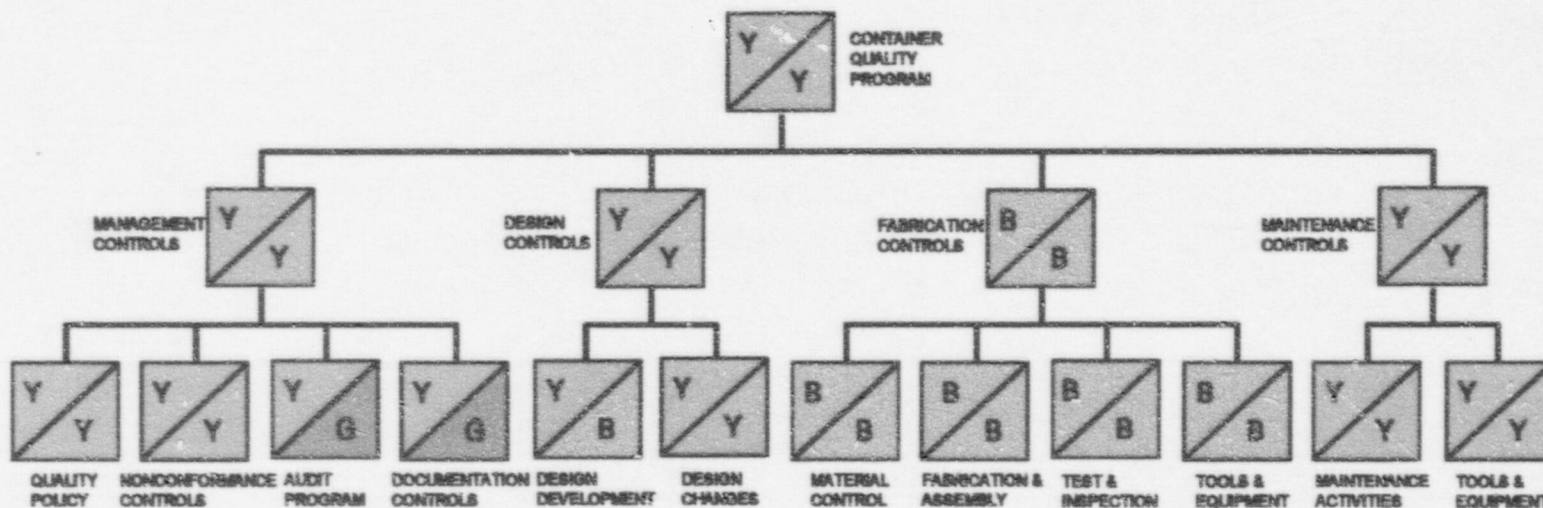 Y
Y
CONTAINER
QUALITY
PROGRAM
MANAGEMENT
CONTROLS
Y
Y
DESIGN
CONTROLS
Y
Y
FABRICATION
CONTROLS
B
B
MAINTENANCE
CONTROLS
Y
Y
Y
Y
QUALITY
POLICY
Y
Y
NONCONFORMANCE
CONTROLS
Y
G
AUDIT
PROGRAM
Y
G
DOCUMENTATION
CONTROLS
Y
B
DESIGN
DEVELOPMENT
Y
Y
DESIGN
CHANGES
B
B
MATERIAL
CONTROL
B
B
FABRICATION &
ASSEMBLY
B
B
TEST &
INSPECTION
B
B
TOOLS &
EQUIPMENT
Y
Y
MAINTENANCE
ACTIVITIES
Y
Y
TOOLS &
EQUIPMENT